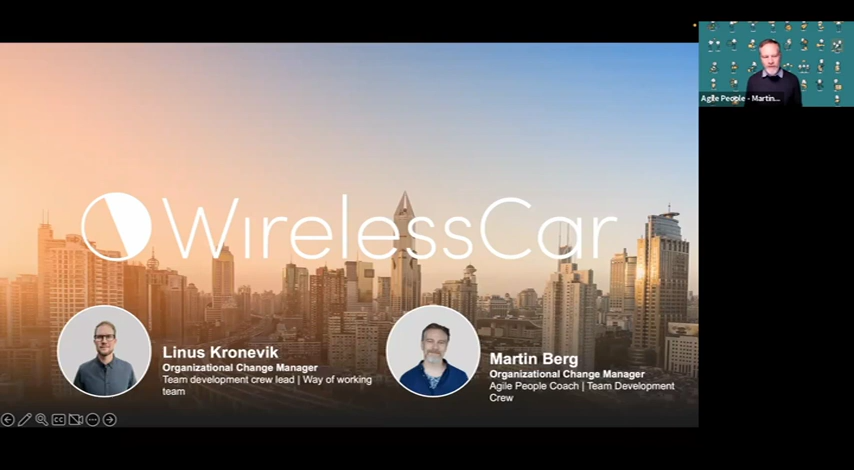 Agile People - Martin...
WirelessCar
Linus Kronevik
Organizational Change Manager
Team development crew lead | Way of working
team
Martin Berg
Organizational Change Manager
Agile People Coach | Team Development
Crew
CC